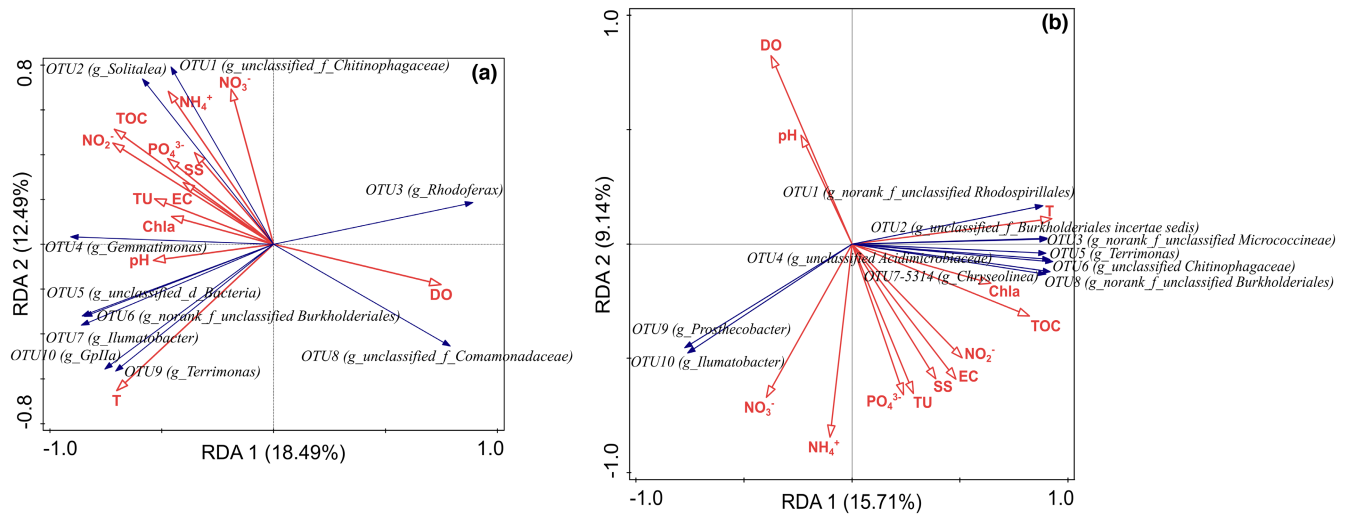 (a)
0.8
OTU2 (g_Solitalea)
OTU1 (g_unclassified_f_Chitinophagaceae)
NO3-
NH4+
TOC
NO2-
PO43-
SS
TU
EC
Chla
OTU3 (g_Rhodoferax)
OTU4 (g_Gemmatimonas)
pH
DO
OTU5 (g_unclassified_d_Bacteria)
OTU6 (g_norank_f_unclassified Burkholderiales)
OTU7 (g_Ilumatobacter)
OTU10 (g_GpIIa)
OTU9 (g_Terrimonas)
OTU8 (g_unclassified_f_Comamonadaceae)
T
-0.8
RDA 2 (12.49%)
-1.0
1.0
RDA 1 (18.49%)
(b)
1.0
DO
pH
OTU1 (g_norank_f_unclassified Rhodospirillales)
T
OTU2 (g_unclassified_f_Burkholderiales incertae sedis)
OTU3 (g_norank_f_unclassified Micrococcineae)
OTU4 (g_unclassified Acidimicrobiaceae)
OTU5 (g_Terrimonas)
OTU6 (g_unclassified Chitinophagaceae)
OTU7-5314 (g_Chryseolinea)
OTU8 (g_norank_f_unclassified Burkholderiales)
Chla
TOC
OTU9 (g_Prosthecobacter)
OTU10 (g_Ilumatobacter)
NO2-
EC
SS
TU
PO43-
NO3-
NH4+
1.0
RDA 2 (9.14%)
-1.0
-1.0
1.0
RDA 1 (15.71%)